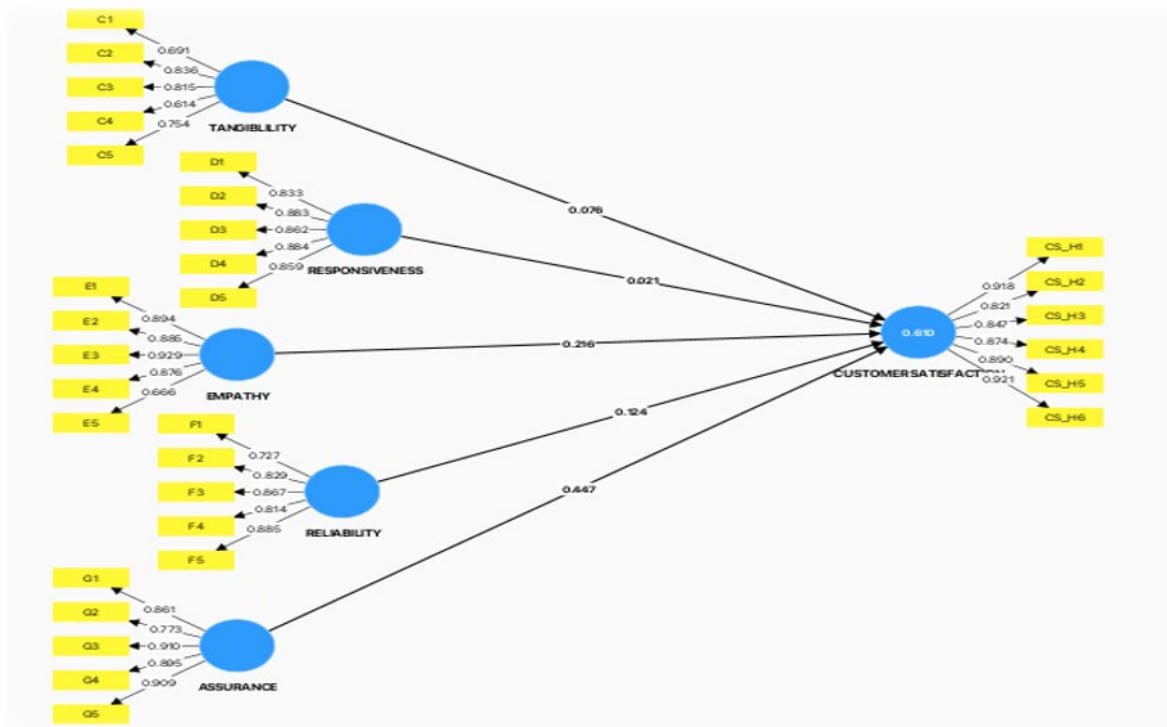 C1
0.691
C2
0.836
C3
0.815
C4
0.614
C5
0.754
TANGIBLILITY
0.076
D1
0.833
D2
0.883
D3
0.862
D4
0.884
D5
0.859
RESPONSIVENESS
0.021
E1
0.894
E2
0.885
E3
0.929
E4
0.876
E5
0.666
EMPATHY
0.216
F1
0.727
F2
0.829
F3
0.867
F4
0.814
F5
0.885
RELIABILITY
0.124
G1
0.861
G2
0.773
G3
0.910
G4
0.895
G5
0.909
ASSURANCE
0.447
0.610
CUSTOMER SATISFACTION
CS_H1
0.918
CS_H2
0.821
CS_H3
0.847
CS_H4
0.874
CS_H5
0.890
CS_H6
0.921